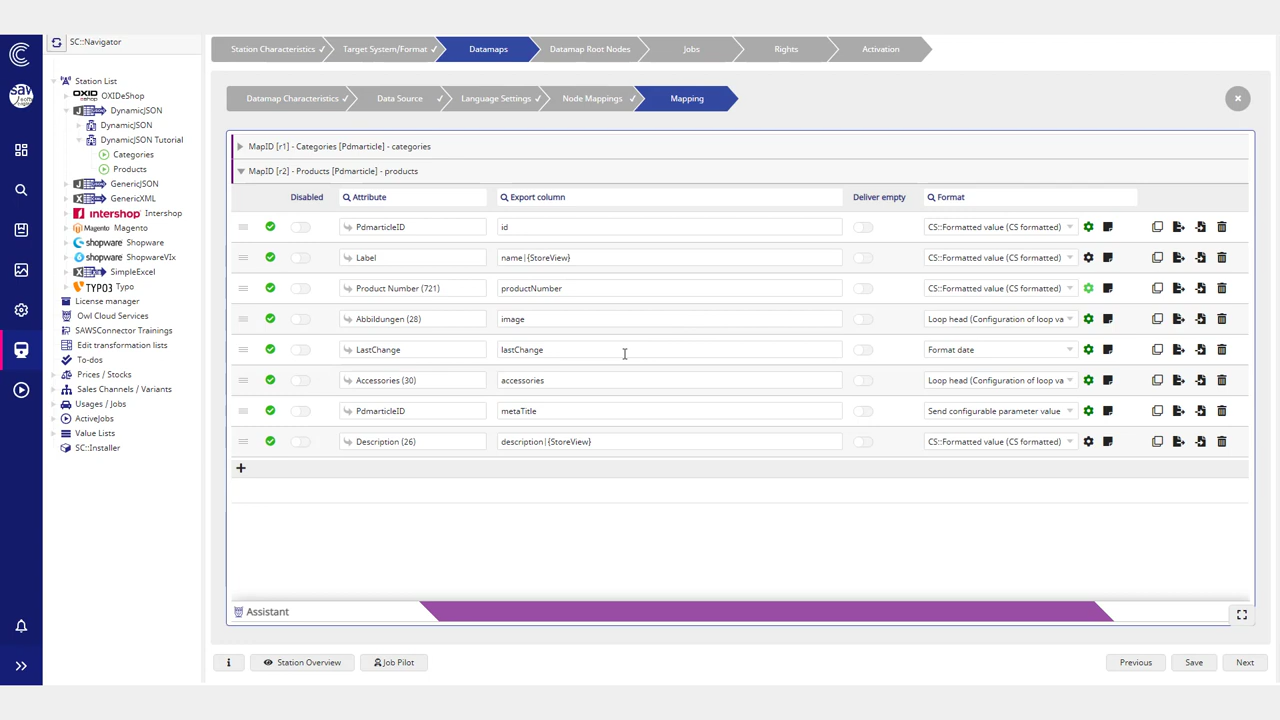 SC::Navigator
Station Characteristics
Target System/Format
Datamaps
Datamap Root Nodes
Jobs
Rights
Activation
Station List
OXID eshop OXIDeShop
DynamicJSON
DynamicJSON
DynamicJSON Tutorial
Categories
Products
GenericJSON
GenericXML
intershop Intershop
Magento Magento
shopware Shopware
shopware ShopwareVIx
SimpleExcel
TYPO3 Typo
License manager
Owl Cloud Services
SAWSConnector Trainings
Edit transformation lists
To-dos
Prices / Stocks
Sales Channels / Variants
Usages / Jobs
ActiveJobs
Value Lists
SC::Installer
Datamap Characteristics
Data Source
Language Settings
Node Mappings
Mapping
MapID [r1] - Categories [Pdmarticle] - categories
MapID [r2] - Products [Pdmarticle] - products
Disabled Attribute Export column Deliver empty Format
PdmarticleID id CS::Formatted value (CS formatted)
Label name|{StoreView} CS::Formatted value (CS formatted)
Product Number (721) productNumber CS::Formatted value (CS formatted)
Abbildungen (28) image Loop head (Configuration of loop va
LastChange lastChange Format date
Accessories (30) accessories Loop head (Configuration of loop va
PdmarticleID metaTitle Send configurable parameter value
Description (26) description|{StoreView} CS::Formatted value (CS formatted)
Assistant
Station Overview
Job Pilot
Previous
Save
Next